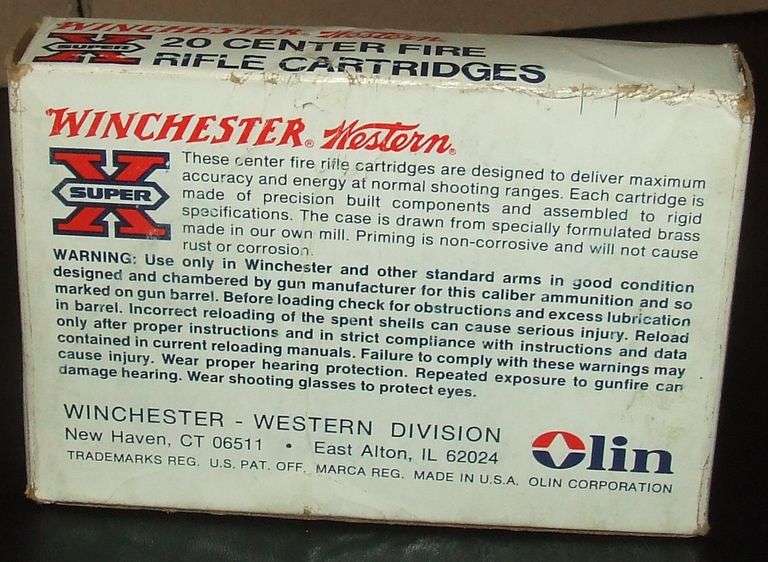 WINCHESTER Western
SUPER X
20 CENTER FIRE
RIFLE CARTRIDGES
WINCHESTER® Western®
SUPER X
These center fire rifle cartridges are designed to deliver maximum
accuracy and energy at normal shooting ranges. Each cartridge is
made of precision built components and assembled to rigid
specifications. The case is drawn from specially formulated brass
made in our own mill. Priming is non-corrosive and will not cause
rust or corrosion.
WARNING: Use only in Winchester and other standard arms in good condition
designed and chambered by gun manufacturer for this caliber ammunition and so
marked on gun barrel. Before loading check for obstructions and excess lubrication
in barrel. Incorrect reloading of the spent shells can cause serious injury. Reload
only after proper instructions and in strict compliance with instructions and data
contained in current reloading manuals. Failure to comply with these warnings may
cause injury. Wear proper hearing protection. Repeated exposure to gunfire can
damage hearing. Wear shooting glasses to protect eyes.
WINCHESTER - WESTERN DIVISION
New Haven, CT 06511 • East Alton, IL 62024
TRADEMARKS REG. U.S. PAT. OFF. MARCA REG. MADE IN U.S.A. OLIN CORPORATION
Olin